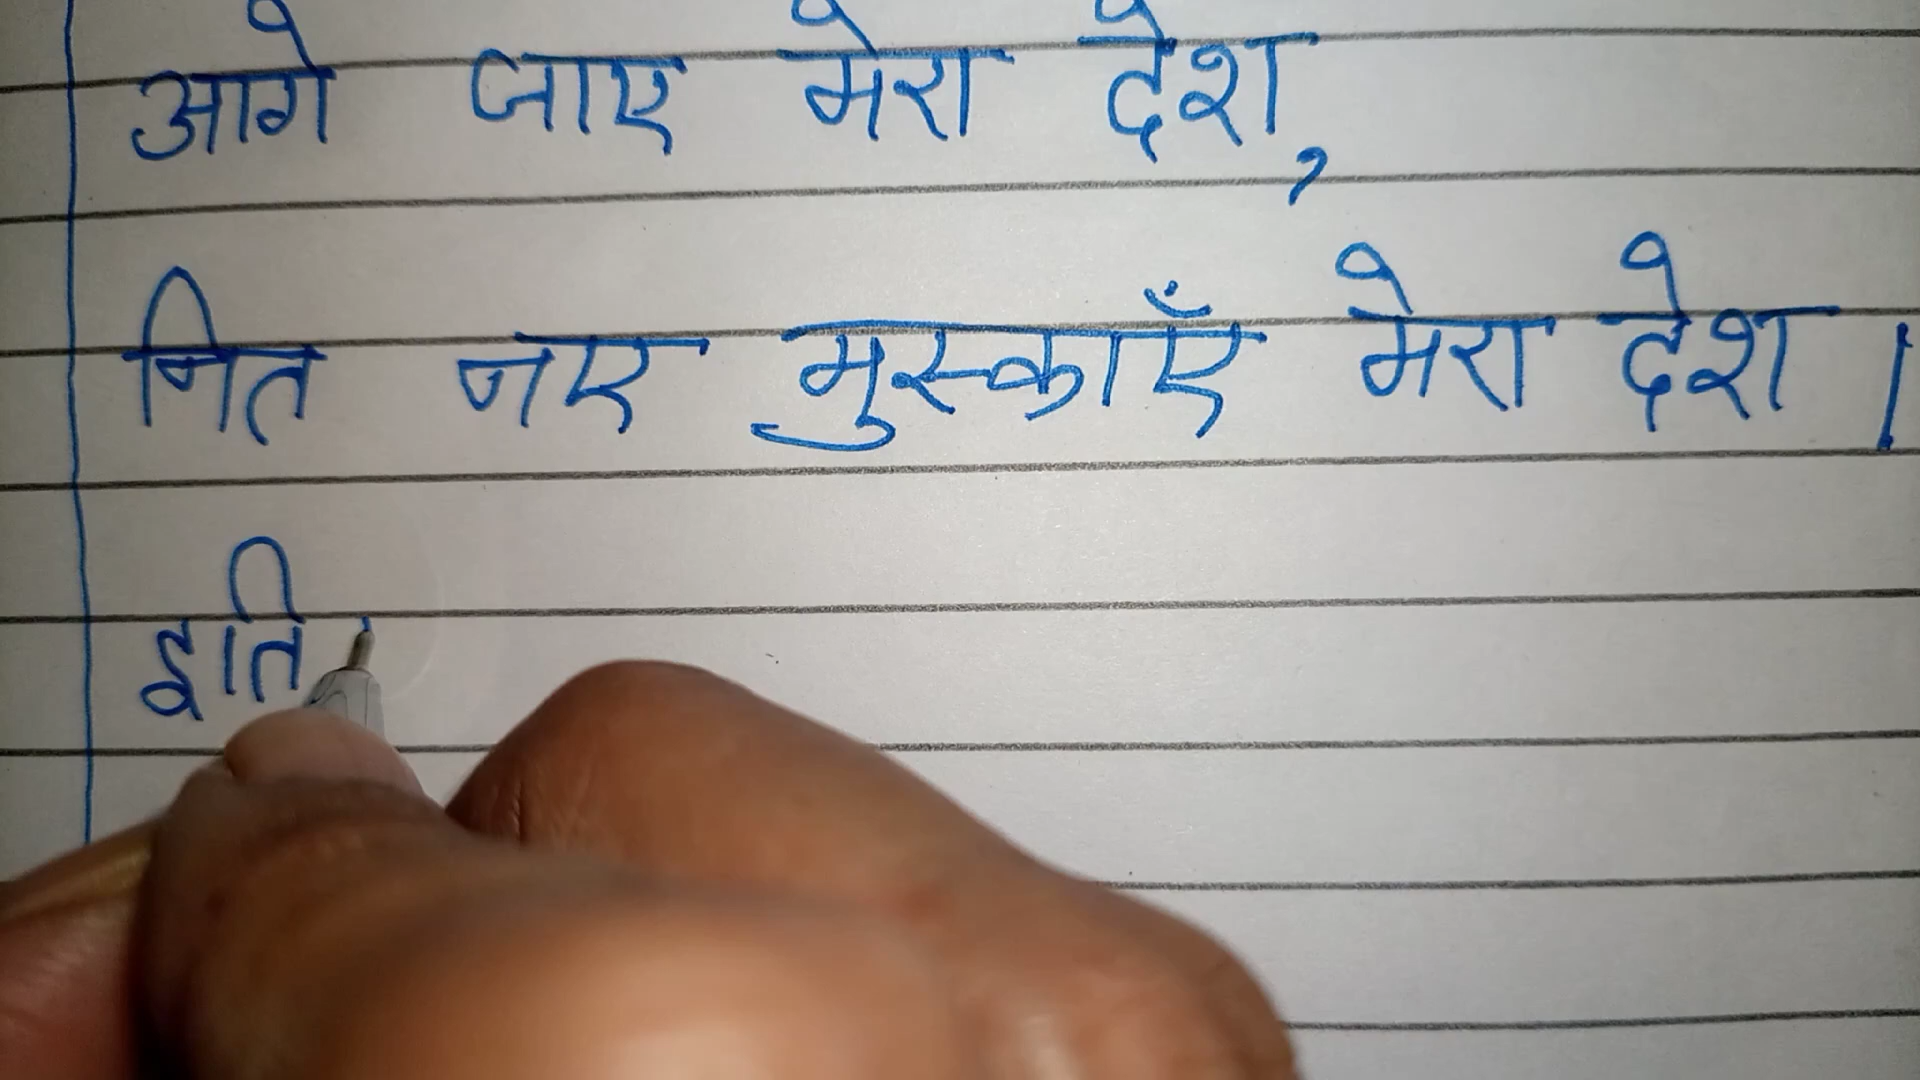 आगे जाए मेरा देश,
नित नए मुस्काएँ मेरा देश।
इति